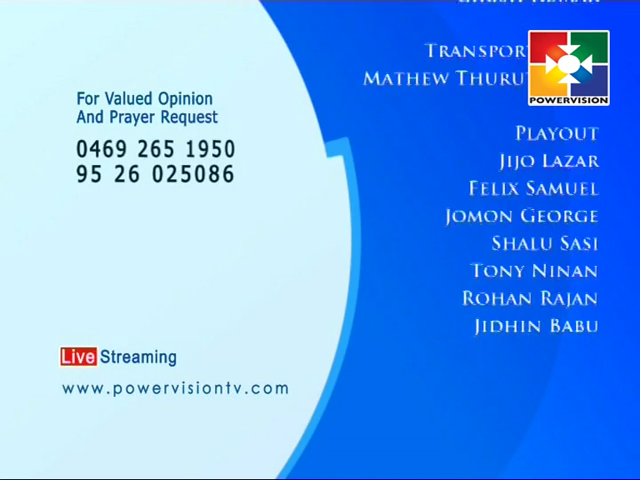 For Valued Opinion
And Prayer Request
0469 265 1950
95 26 025086
Live Streaming
www.powervisiontv.com
MATHEW
POWERVISION
PLAYOUT
JIJO LAZAR
FELIX SAMUEL
JOMON GEORGE
SHALU SASI
TONY NINAN
ROHAN RAJAN
JIDHIN BABU